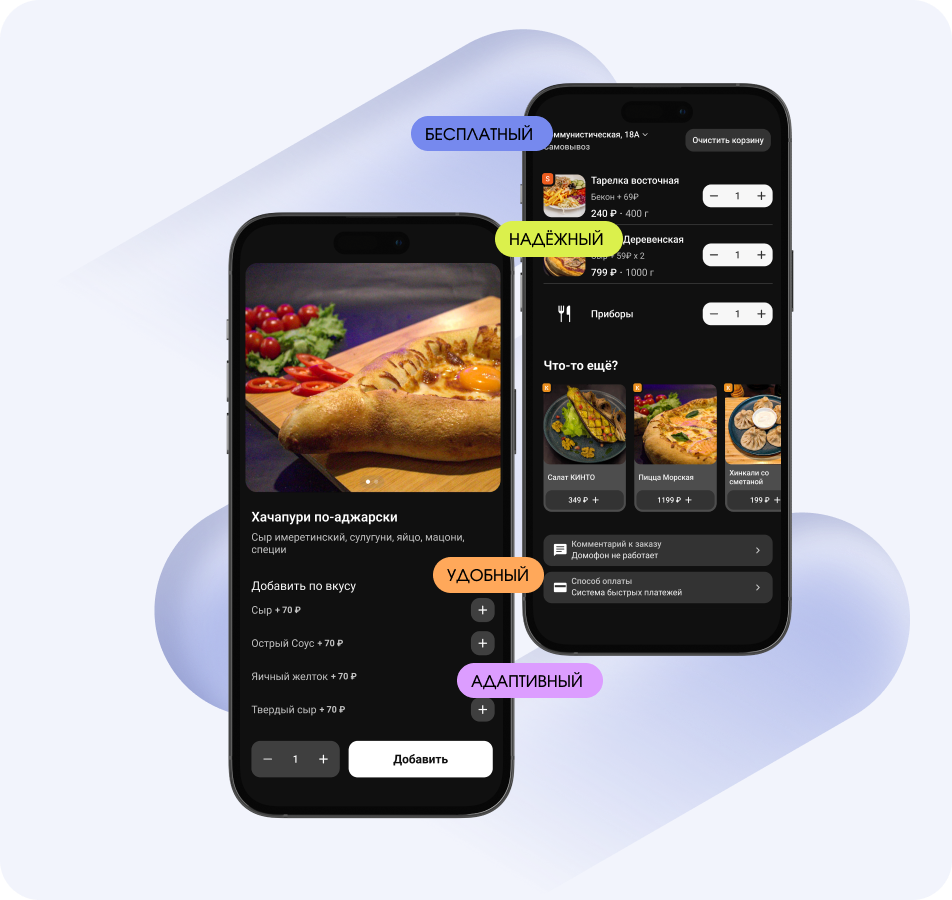 БЕСПЛАТНЫЙ
ммунистическая, 18А
Самовывоз
Очистить корзину
S
Тарелка восточная
Бекон + 69₽
240 ₽ · 400 г
1
НАДЁЖНЫЙ
Деревенская
Сыр + 59₽ x 2
799 ₽ · 1000 г
1
Приборы
1
Что-то ещё?
К
К
К
Салат КИНТО
349 ₽ +
Пицца Морская
1199 ₽ +
Хинкали со
сметаной
199 ₽ +
Комментарий к заказу
Домофон не работает
Способ оплаты
Система быстрых платежей
Хачапури по-аджарски
Сыр имеретинский, сулугуни, яйцо, мацони,
специи
УДОБНЫЙ
Добавить по вкусу
Сыр + 70 ₽
Острый Соус + 70 ₽
Яичный желток + 70 ₽
АДАПТИВНЫЙ
Твердый сыр + 70 ₽
1
Добавить